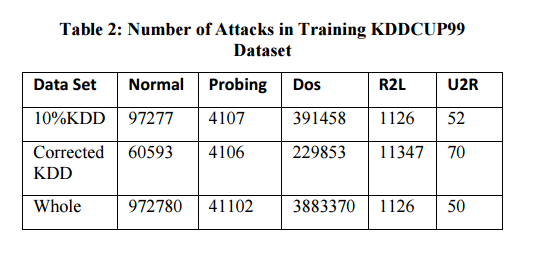 Table 2: Number of Attacks in Training KDDCUP99
Dataset
Data Set Normal Probing Dos R2L U2R
10%KDD 97277 4107 391458 1126 52
Corrected KDD 60593 4106 229853 11347 70
Whole 972780 41102 3883370 1126 50